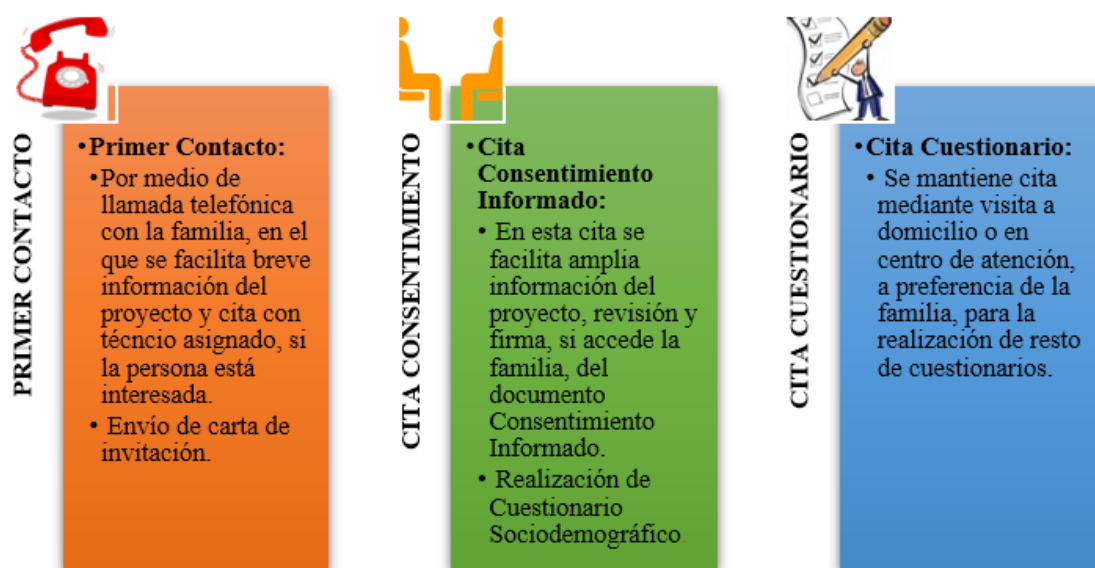 PRIMER CONTACTO
•Primer Contacto:
•Por medio de
llamada telefónica
con la familia, en el
que se facilita breve
información del
proyecto y cita con
técncio asignado, si
la persona está
interesada.
• Envío de carta de
invitación.
CITA CONSENTIMIENTO
•Cita
Consentimiento
Informado:
• En esta cita se
facilita amplia
información del
proyecto, revisión y
firma, si accede la
familia, del
documento
Consentimiento
Informado.
• Realización de
Cuestionario
Sociodemográfico.
CITA CUESTIONARIO
•Cita Cuestionario:
• Se mantiene cita
mediante visita a
domicilio o en
centro de atención,
a preferencia de la
familia, para la
realización de resto
de cuestionarios.